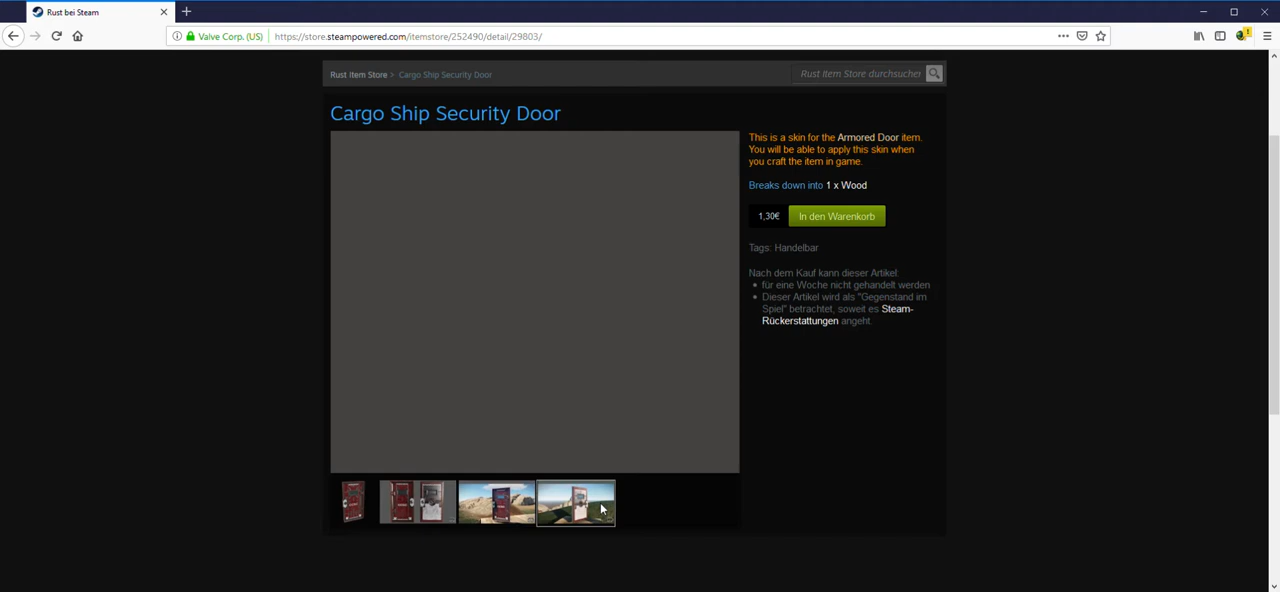 Rust bei Steam
Valve Corp. (US)
https://store.steampowered.com/itemstore/252490/detail/29803/
1
Rust Item Store > Cargo Ship Security Door
Rust Item Store durchsuchen
Cargo Ship Security Door
This is a skin for the Armored Door item.
You will be able to apply this skin when
you craft the item in game.
Breaks down into 1 x Wood
1,30€
In den Warenkorb
Tags: Handelbar
Nach dem Kauf kann dieser Artikel:
für eine Woche nicht gehandelt werden
Dieser Artikel wird als "Gegenstand im
Spiel" betrachtet, soweit es Steam-
Rückerstattungen angeht.